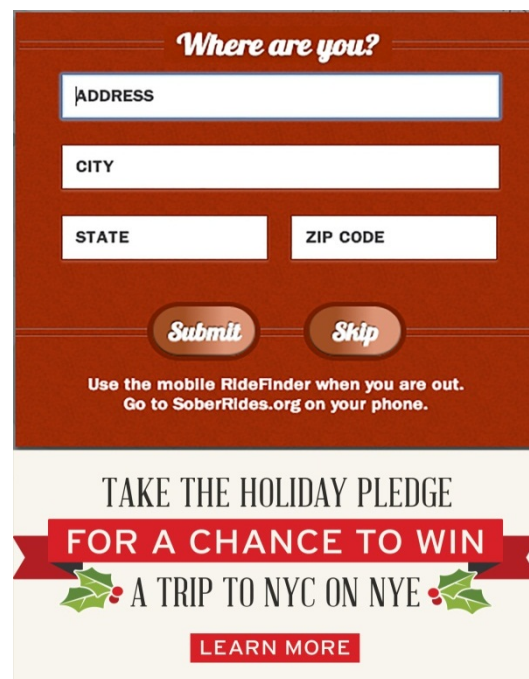 Where are you?
ADDRESS
CITY
STATE ZIP CODE
Submit Skip
Use the mobile RideFinder when you are out.
Go to SoberRides.org on your phone.
TAKE THE HOLIDAY PLEDGE
FOR A CHANCE TO WIN
A TRIP TO NYC ON NYE
LEARN MORE